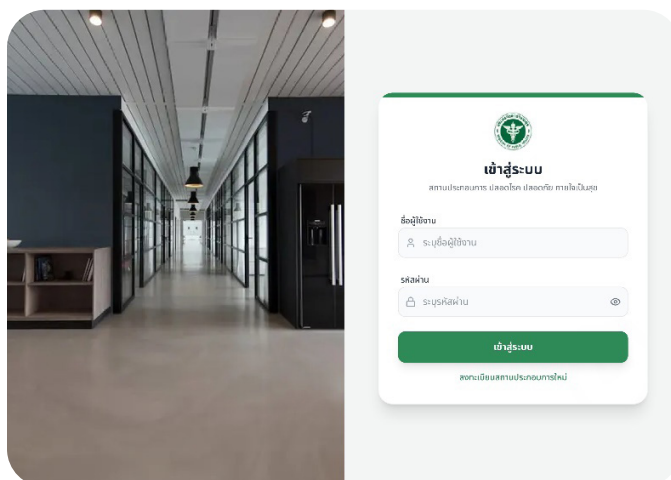 เข้าสู่ระบบ
สถานประกอบการ ปลอดโรค ปลอดภัย กายใจเป็นสุข
ชื่อผู้ใช้งาน
ระบุชื่อผู้ใช้งาน
รหัสผ่าน
ระบุรหัสผ่าน
เข้าสู่ระบบ
ลงทะเบียนสถานประกอบการใหม่